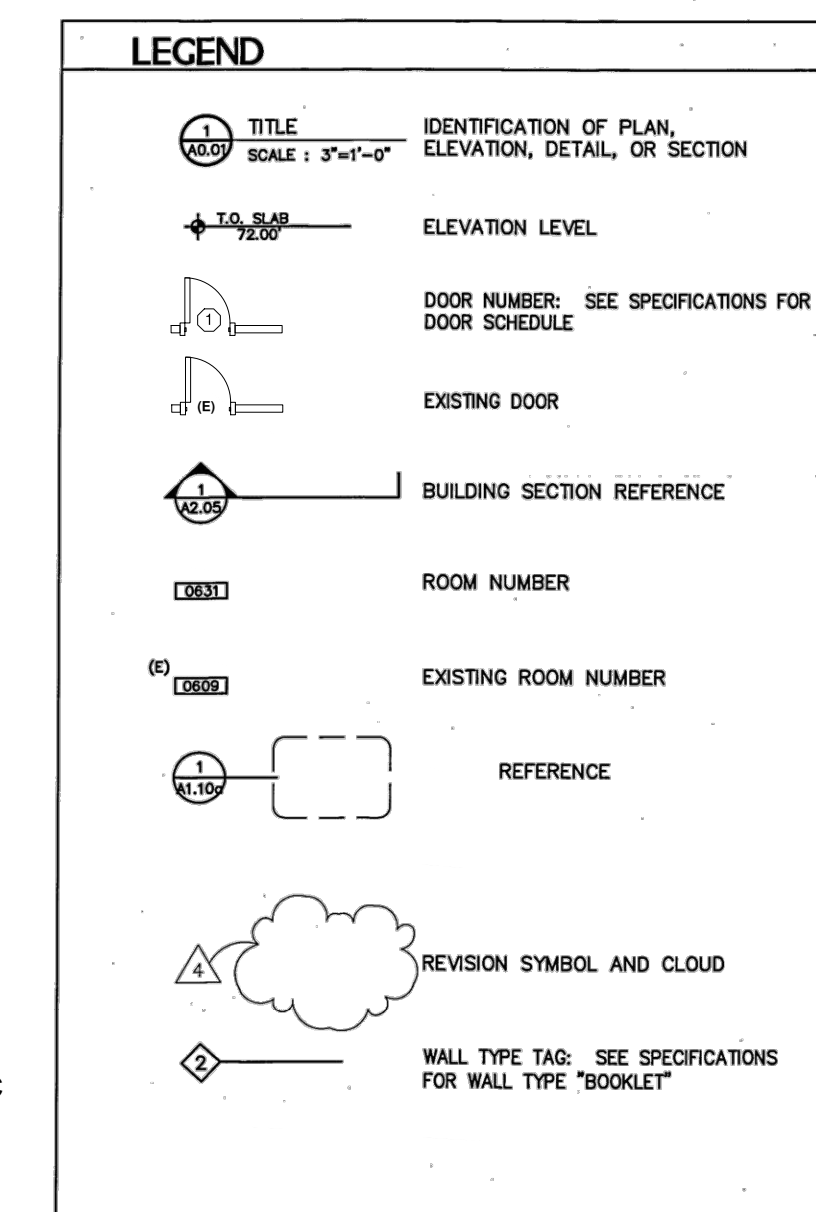 LEGEND
1
A0.01
TITLE
SCALE : 3"=1'-0"
IDENTIFICATION OF PLAN,
ELEVATION, DETAIL, OR SECTION
T.O. SLAB
72.00'
ELEVATION LEVEL
1
DOOR NUMBER: SEE SPECIFICATIONS FOR
DOOR SCHEDULE
(E)
EXISTING DOOR
1
A2.05
BUILDING SECTION REFERENCE
0631
ROOM NUMBER
(E)
0609
EXISTING ROOM NUMBER
1
A1.10a
REFERENCE
4
REVISION SYMBOL AND CLOUD
2
WALL TYPE TAG: SEE SPECIFICATIONS
FOR WALL TYPE "BOOKLET"